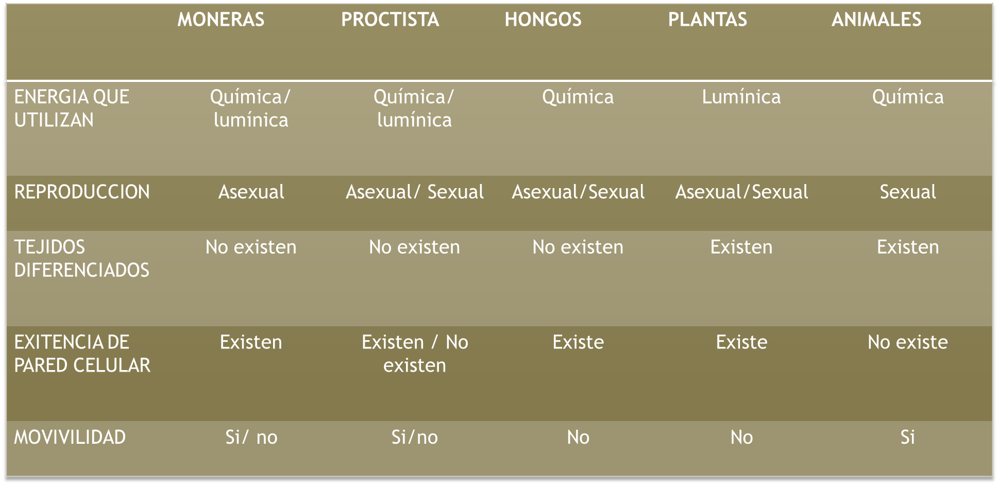 MONERAS PROCTISTA HONGOS PLANTAS ANIMALES
ENERGIA QUE Química/ Química/ Química Lumínica Química
UTILIZAN lumínica lumínica
REPRODUCCION Asexual Asexual/ Sexual Asexual/Sexual Asexual/Sexual Sexual
TEJIDOS No existen No existen No existen Existen Existen
DIFERENCIADOS
EXITENCIA DE Existen Existen / No Existe Existe No existe
PARED CELULAR existen
MOVIVILIDAD Si/ no Si/no No No Si